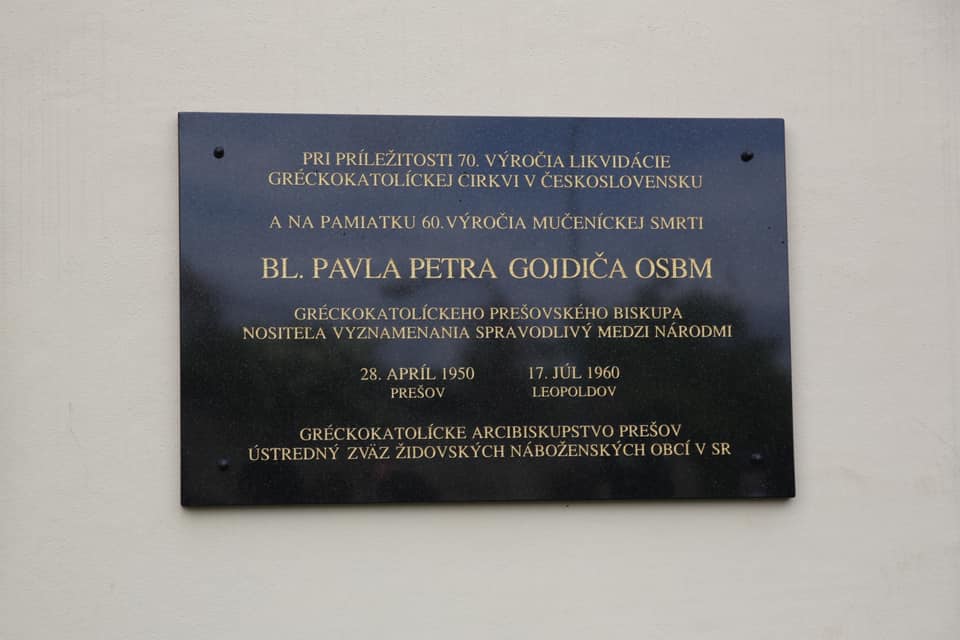 PRI PRÍLEŽITOSTI 70. VÝROČIA LIKVIDÁCIE
GRÉCKOKATOLÍCKEJ CIRKVI V ČESKOSLOVENSKU
A NA PAMIATKU 60.VÝROČIA MUČENÍCKEJ SMRTI
BL. PAVLA PETRA GOJDIČA OSBM
GRÉCKOKATOLÍCKEHO PREŠOVSKÉHO BISKUPA
NOSITEĽA VYZNAMENANIA SPRAVODLIVÝ MEDZI NÁRODMI
28. APRÍL 1950 17. JÚL 1960
PREŠOV LEOPOLDOV
GRÉCKOKATOLÍCKE ARCIBISKUPSTVO PREŠOV
ÚSTREDNÝ ZVÄZ ŽIDOVSKÝCH NÁBOŽENSKÝCH OBCÍ V SR